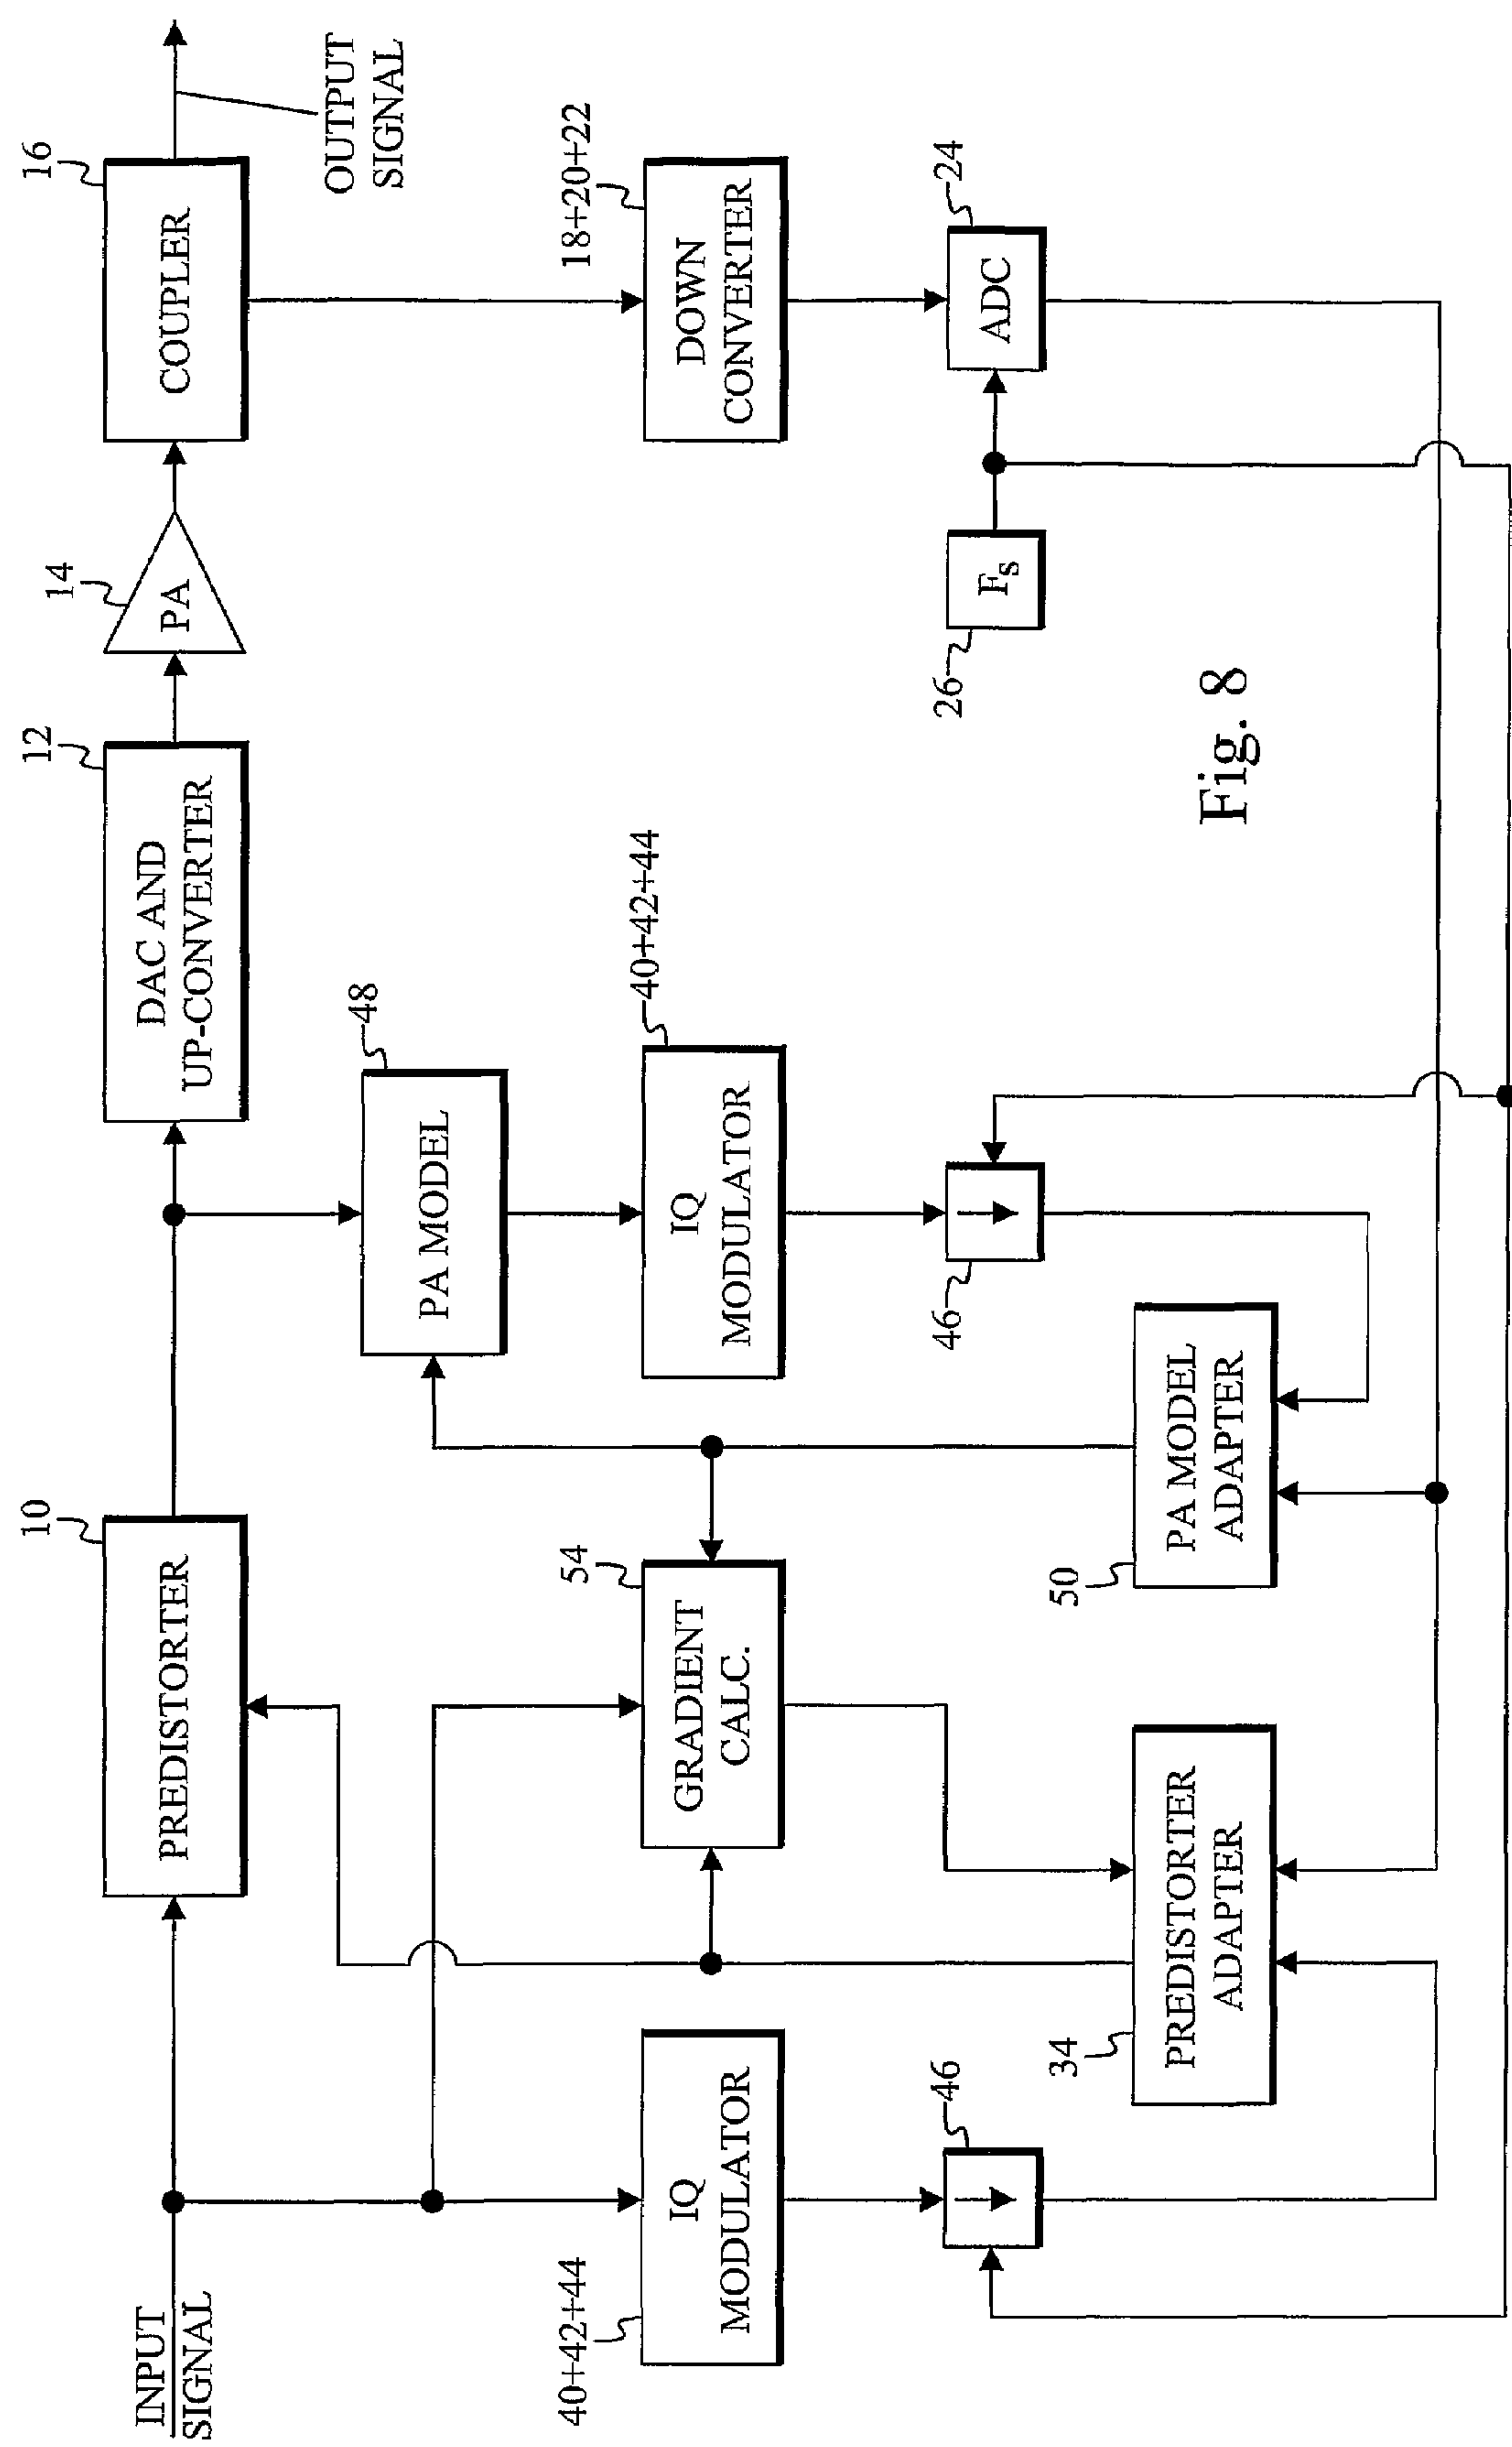 INPUT
SIGNAL
10
PREDISTORTER
12
DAC AND
UP-CONVERTER
14
PA
16
COUPLER
OUTPUT
SIGNAL
48
PA MODEL
40+42+44
IQ
MODULATOR
54
GRADIENT
CALC.
40+42+44
IQ
MODULATOR
18+20+22
DOWN
CONVERTER
46
46
26
Fs
24
ADC
34
PREDISTORTER
ADAPTER
50
PA MODEL
ADAPTER
Fig. 8